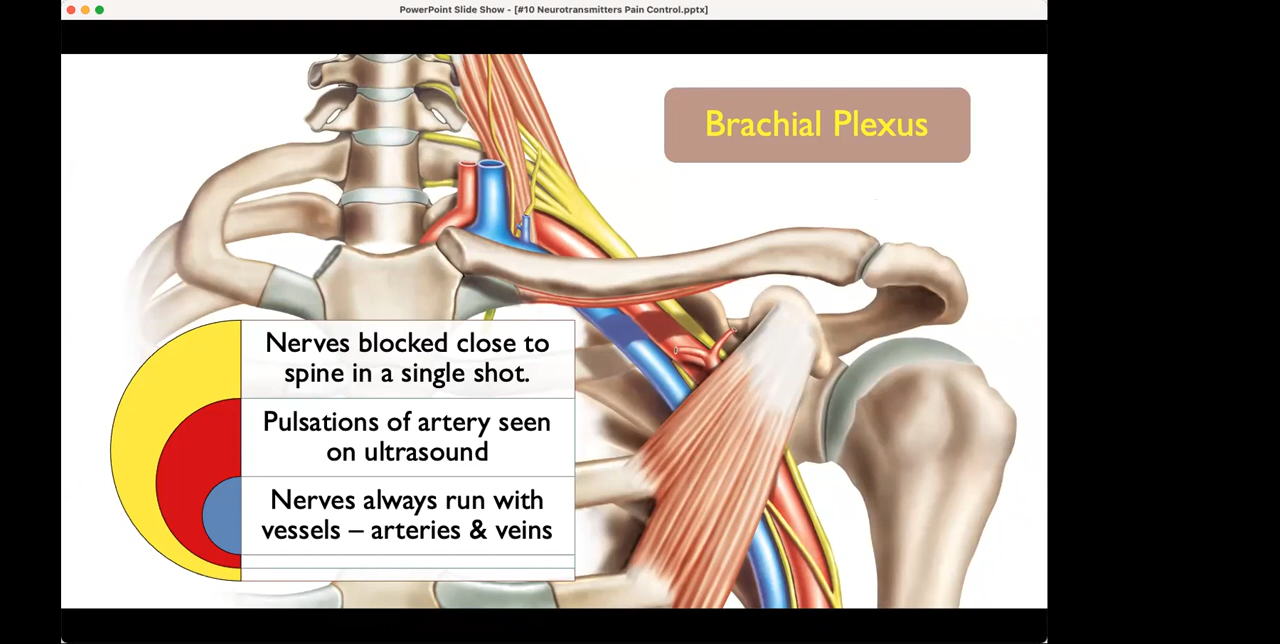 PowerPoint Slide Show - [#10 Neurotransmitters Pain Control.pptx]
Brachial Plexus
Nerves blocked close to
spine in a single shot.
Pulsations of artery seen
on ultrasound
Nerves always run with
vessels – arteries & veins